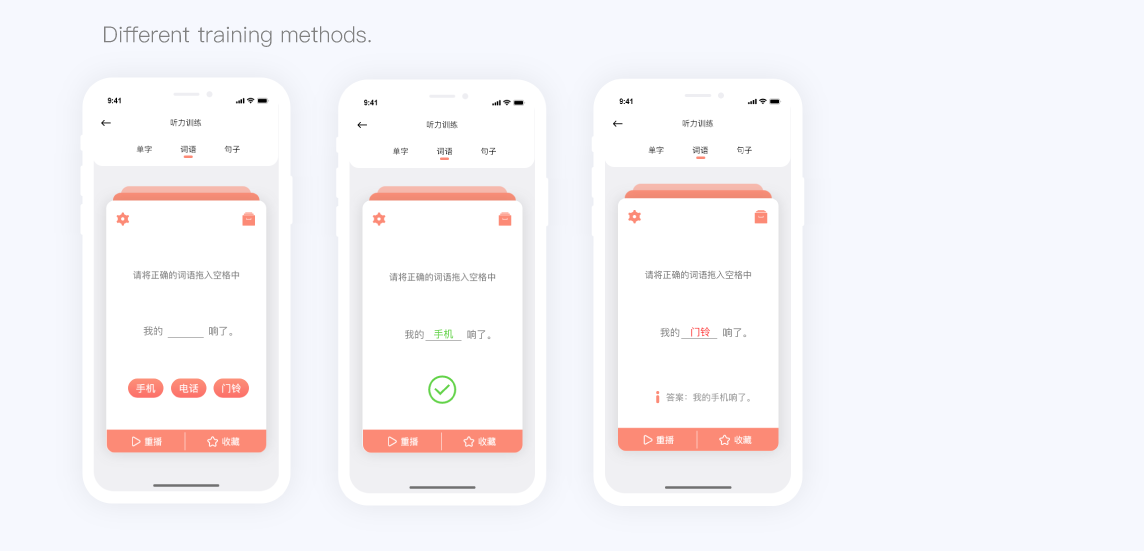 Different training methods.
9:41
听力训练
单字 词语 句子
请将正确的词语拖入空格中
我的 ______ 响了。
手机 电话 门铃
重播 收藏
9:41
听力训练
单字 词语 句子
请将正确的词语拖入空格中
我的 手机 响了。
重播 收藏
9:41
听力训练
单字 词语 句子
请将正确的词语拖入空格中
我的 门铃 响了。
答案：我的手机响了。
重播 收藏